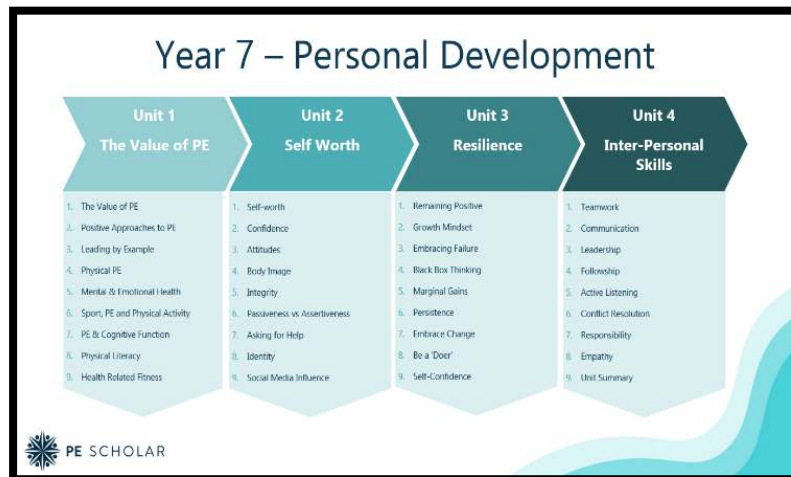 Year 7 – Personal Development
Unit 1
The Value of PE
1. The Value of PE
2. Positive Approaches to PE
3. Leading by Example
4. Physical PE
5. Mental & Emotional Health
6. Sport, PE and Physical Activity
7. PE & Cognitive Function
8. Physical Literacy
9. Health Related Fitness
Unit 2
Self Worth
1. Self-worth
2. Confidence
3. Attitudes
4. Body Image
5. Integrity
6. Passiveness vs Assertiveness
7. Asking for Help
8. Identity
9. Social Media Influence
Unit 3
Resilience
1. Remaining Positive
2. Growth Mindset
3. Embracing Failure
4. Black Box Thinking
5. Marginal Gains
6. Persistence
7. Embrace Change
8. Be a 'Doer'
9. Self-Confidence
Unit 4
Inter-Personal
Skills
1. Teamwork
2. Communication
3. Leadership
4. Followship
5. Active Listening
6. Conflict Resolution
7. Responsibility
8. Empathy
9. Unit Summary
PE SCHOLAR